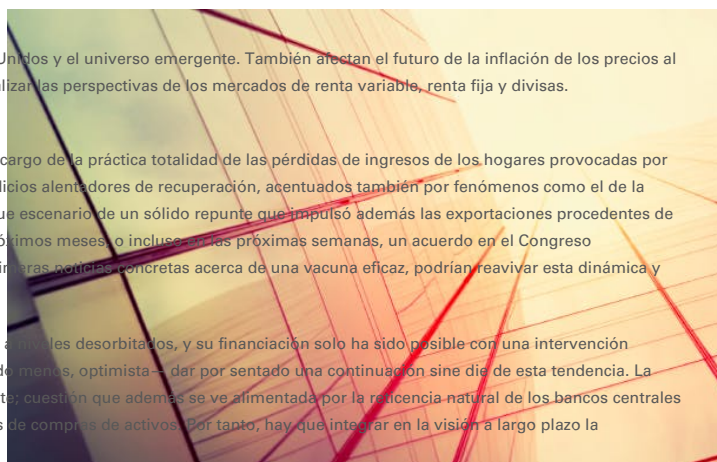 Unidos y el universo emergente. También afectan el futuro de la inflación de los precios al
lizar las perspectivas de los mercados de renta variable, renta fija y divisas.
cargo de la práctica totalidad de las pérdidas de ingresos de los hogares provocadas por
dicios alentadores de recuperación, acentuados también por fenómenos como el de la
ue escenario de un sólido repunte que impulsó además las exportaciones procedentes de
óximos meses, o incluso en las próximas semanas, un acuerdo en el Congreso
imeras noticias concretas acerca de una vacuna eficaz, podrían reavivar esta dinámica y
a niveles desorbitados, y su financiación solo ha sido posible con una intervención
do menos, optimista— dar por sentado una continuación sine die de esta tendencia. La
te; cuestión que además se ve alimentada por la reticencia natural de los bancos centrales
s de compras de activos. Por tanto, hay que integrar en la visión a largo plazo la